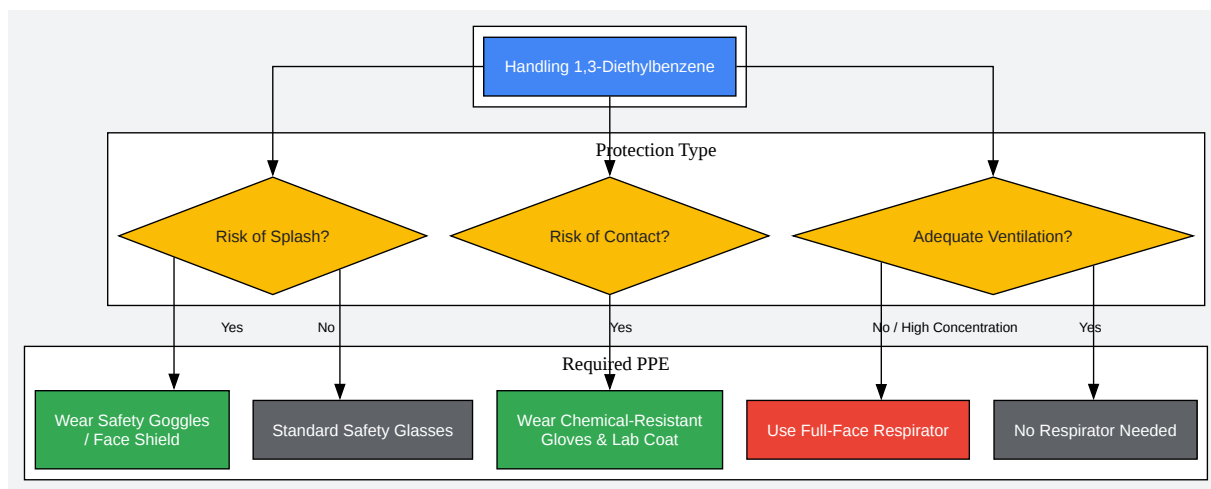 Handling 1,3-Diethylbenzene
Protection Type
Risk of Splash?
Risk of Contact?
Adequate Ventilation?
Yes
No
Yes
No / High Concentration
Yes
Required PPE
Wear Safety Goggles
/ Face Shield
Standard Safety Glasses
Wear Chemical-Resistant
Gloves & Lab Coat
Use Full-Face Respirator
No Respirator Needed